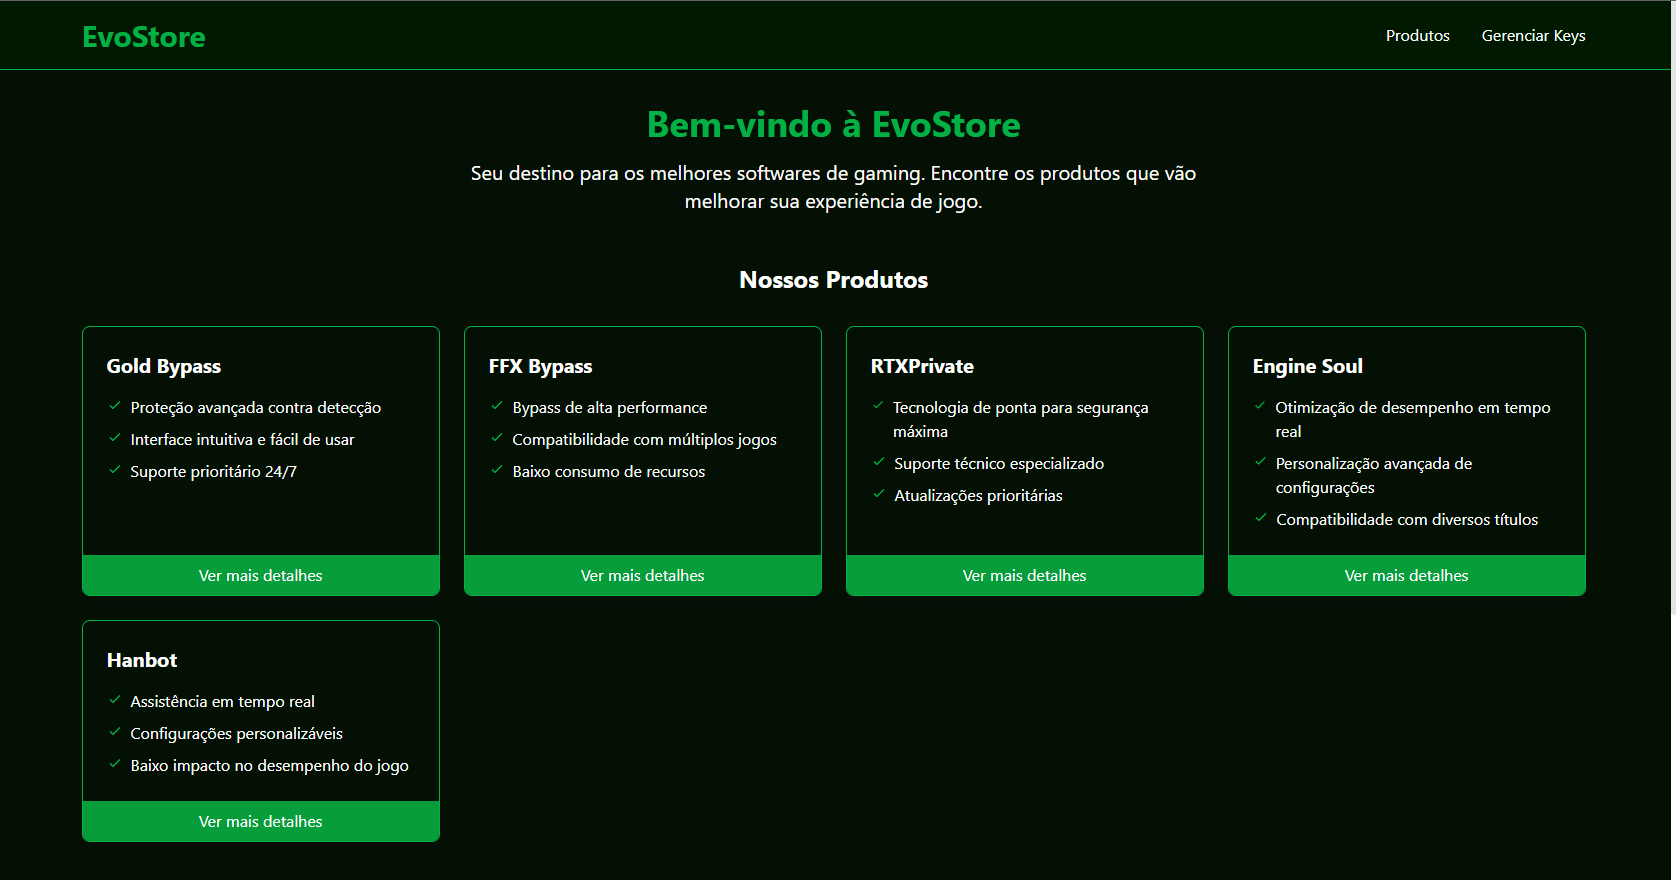 EvoStore
Produtos
Gerenciar Keys
Bem-vindo à EvoStore
Seu destino para os melhores softwares de gaming. Encontre os produtos que vão
melhorar sua experiência de jogo.
Nossos Produtos
Gold Bypass
Proteção avançada contra detecção
Interface intuitiva e fácil de usar
Suporte prioritário 24/7
Ver mais detalhes
FFX Bypass
Bypass de alta performance
Compatibilidade com múltiplos jogos
Baixo consumo de recursos
Ver mais detalhes
RTXPrivate
Tecnologia de ponta para segurança
máxima
Suporte técnico especializado
Atualizações prioritárias
Ver mais detalhes
Engine Soul
Otimização de desempenho em tempo
real
Personalização avançada de
configurações
Compatibilidade com diversos títulos
Ver mais detalhes
Hanbot
Assistência em tempo real
Configurações personalizáveis
Baixo impacto no desempenho do jogo
Ver mais detalhes